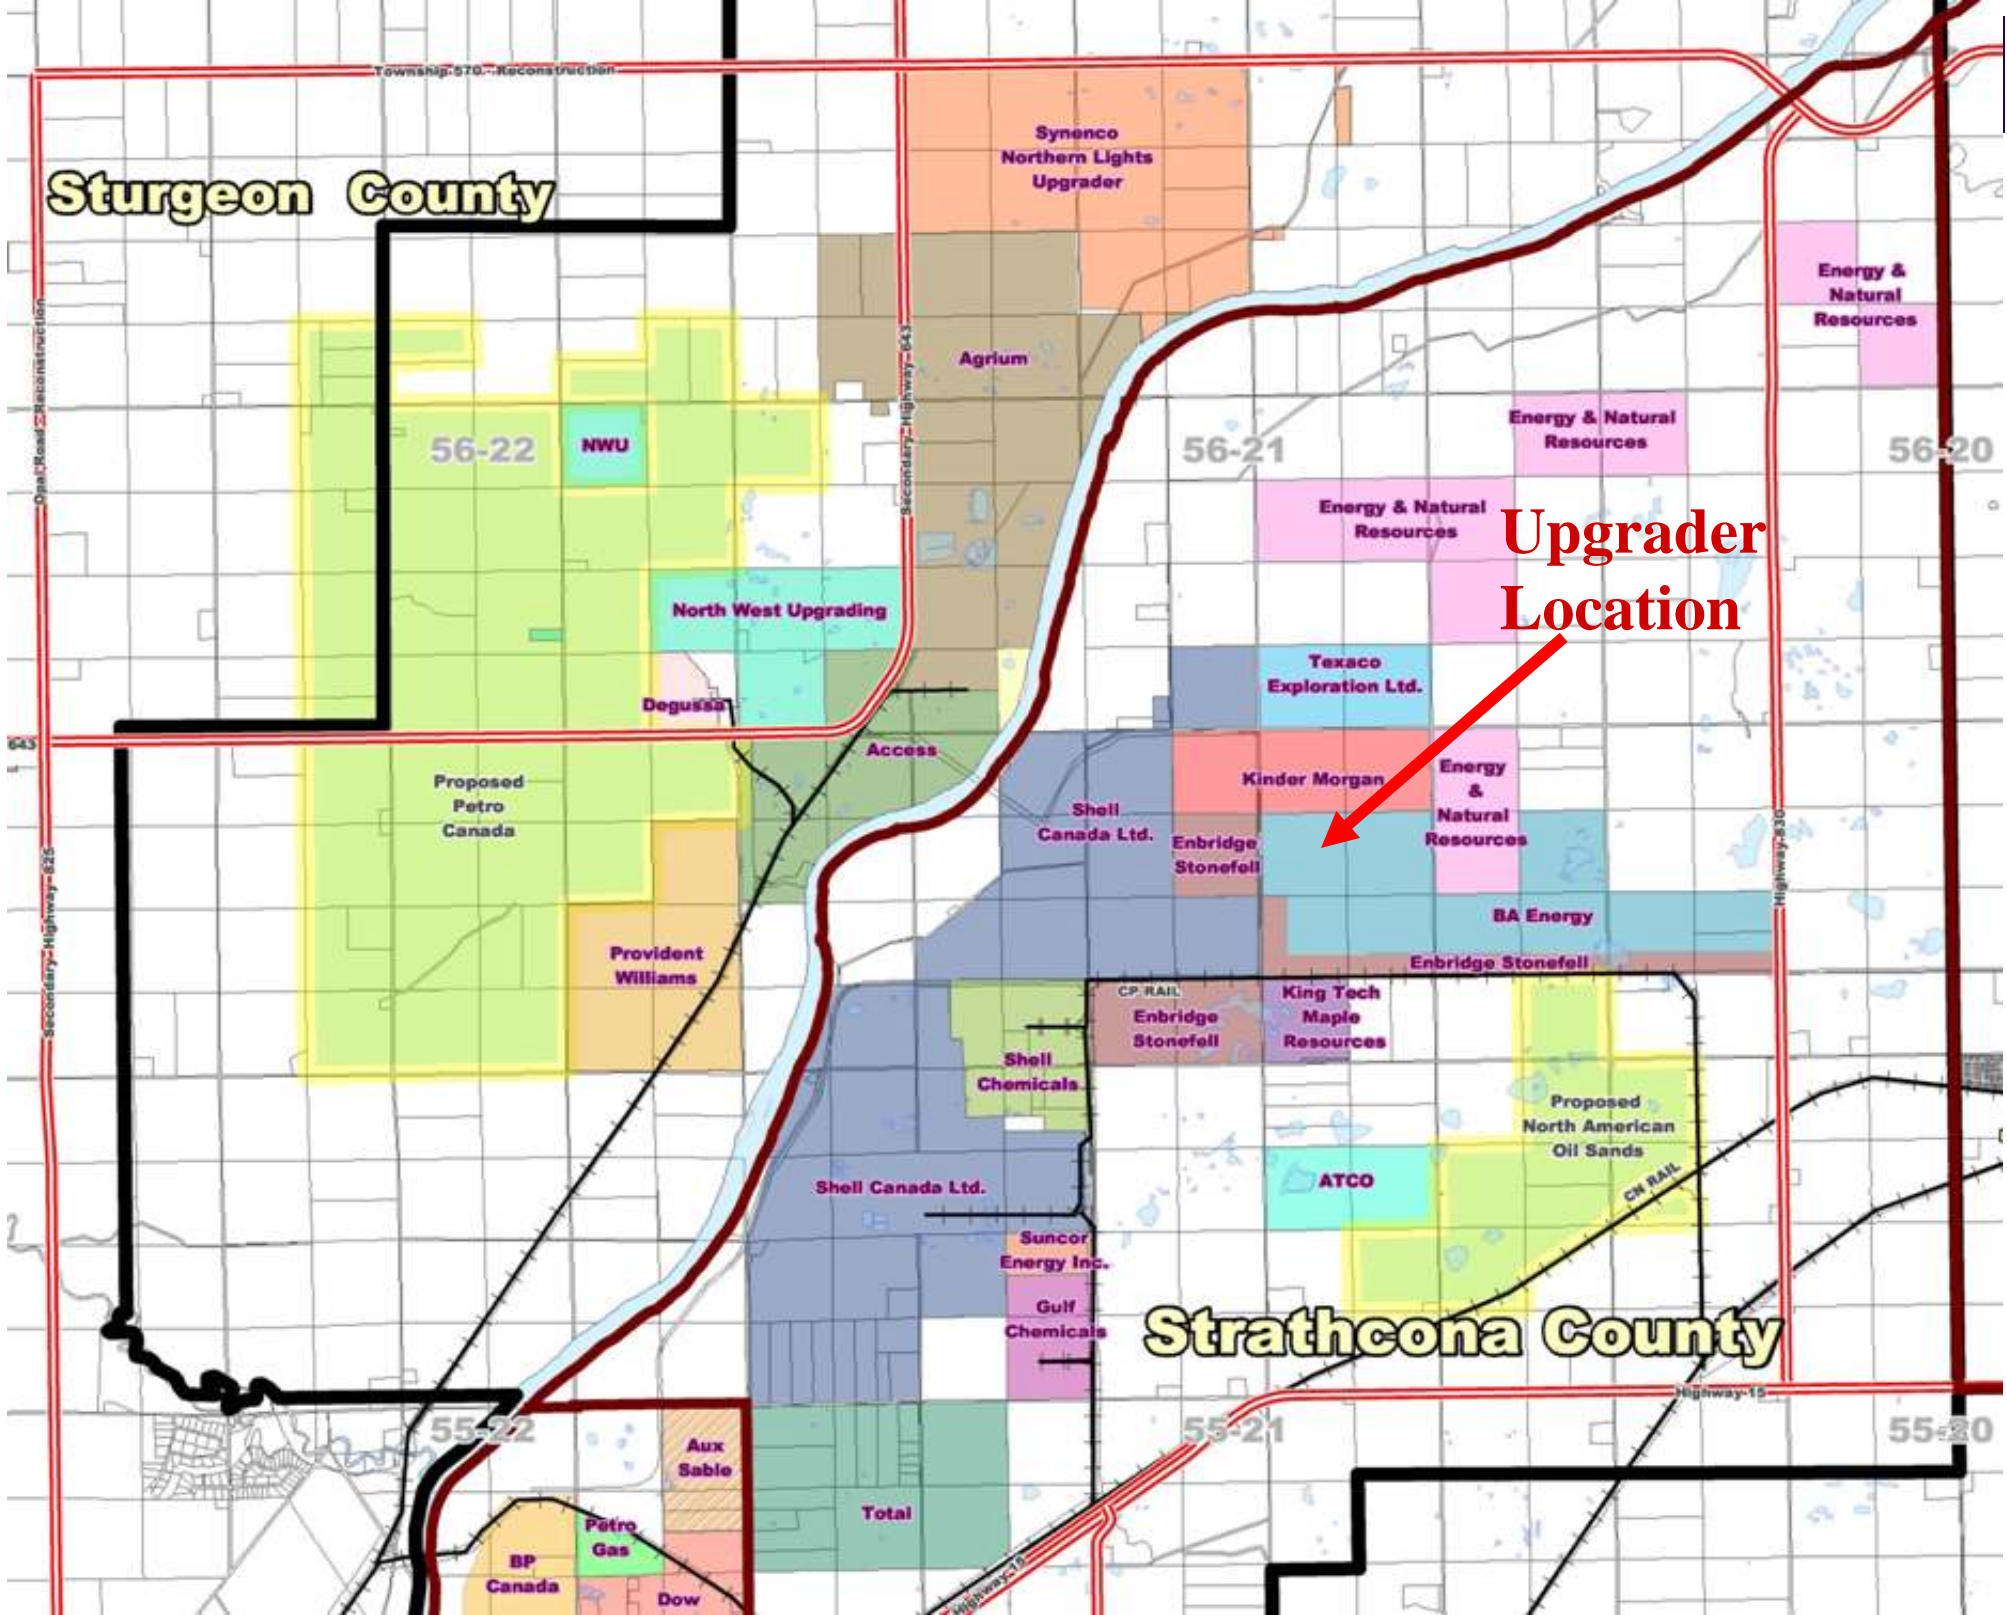 Township-570--Reconstruction
Synenco
Northern Lights
Upgrader
Sturgeon County
Energy &
Natural
Resources
Opal Road-Reconstruction
Secondary-Highway-643
Agrium
56-22
NWU
56-21
Energy & Natural
Resources
56-20
Energy & Natural
Resources
Upgrader
Location
North West Upgrading
Texaco
Exploration Ltd.
Degussa
643
Access
Proposed
Petro
Canada
Kinder Morgan
Energy
&
Natural
Resources
Shell
Canada Ltd.
Enbridge
Stonefell
Secondary-Highway-825
Highway-830
BA Energy
Provident
Williams
Enbridge Stonefell
CP RAIL
Enbridge
Stonefell
King Tech
Maple
Resources
Shell
Chemicals
Proposed
North American
Oil Sands
CN RAIL
ATCO
Shell Canada Ltd.
Suncor
Energy Inc.
Gulf
Chemicals
Strathcona County
Highway-15
55-22
55-21
55-20
Aux
Sable
Total
Petro
Gas
BP
Canada
Dow
Highway-15